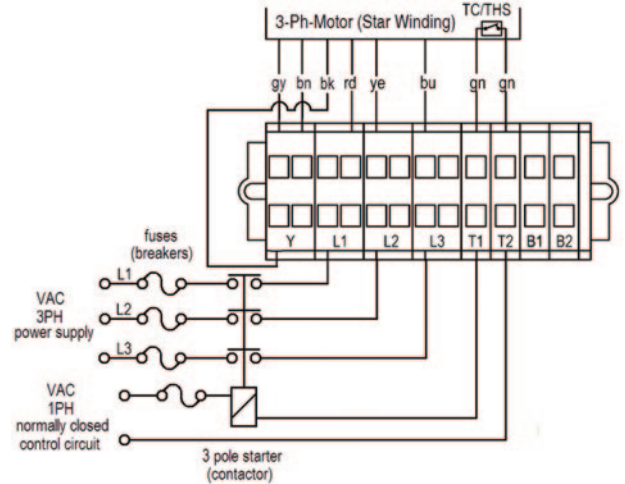 3-Ph-Motor (Star Winding)
TC/THS
gy bn bk rd ye bu gn gn
Y L1 L2 L3 T1 T2 B1 B2
fuses
(breakers)
L1
VAC
3PH
power supply
L2
L3
VAC
1PH
normally closed
control circuit
3 pole starter
(contactor)